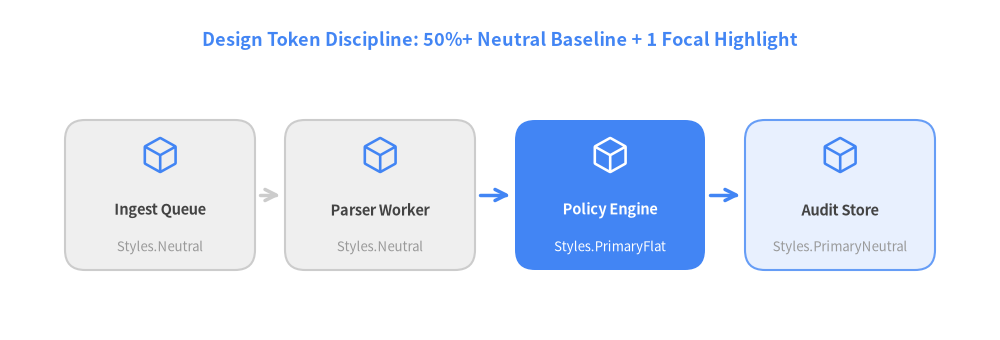 Design Token Discipline: 50%+ Neutral Baseline + 1 Focal Highlight
Ingest Queue
Styles.Neutral
Parser Worker
Styles.Neutral
Policy Engine
Styles.PrimaryFlat
Audit Store
Styles.PrimaryNeutral